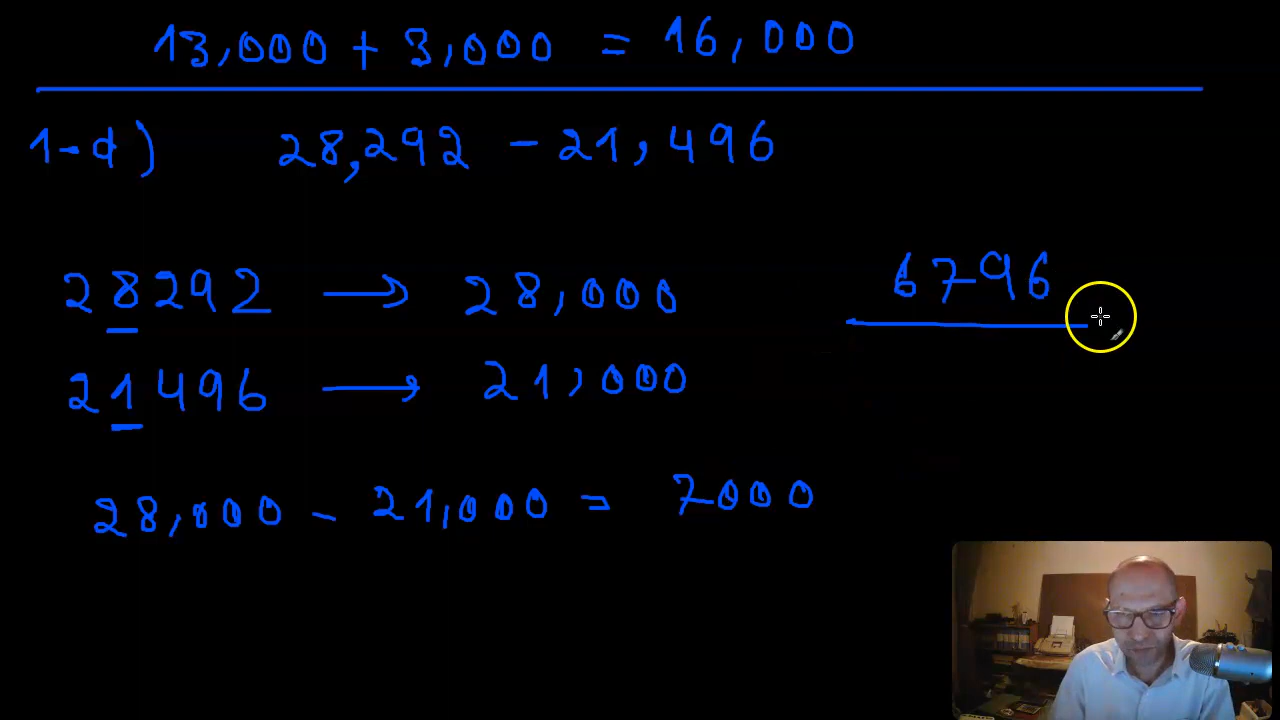 13,000 + 3,000 = 16,000
1-d) 28,292 - 21,496
28292 → 28,000
6796
21496 → 21,000
28,000 - 21,000 = 7000